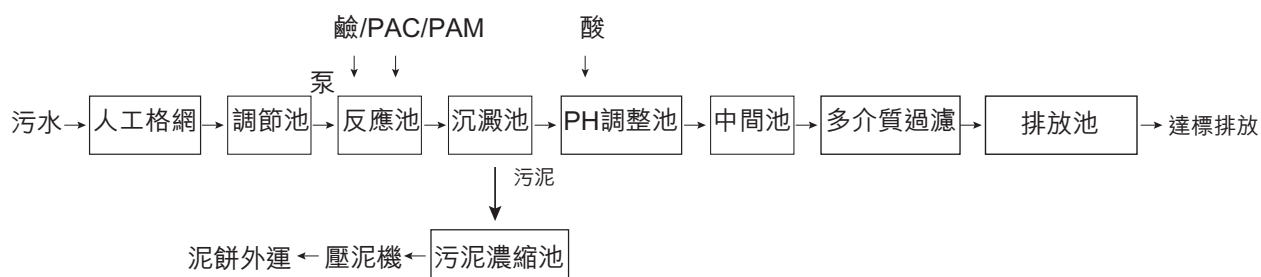 鹼/PAC/PAM
酸
泵
污水
人工格網
調節池
反應池
沉澱池
PH調整池
中間池
多介質過濾
排放池
達標排放
污泥
泥餅外運
壓泥機
污泥濃縮池